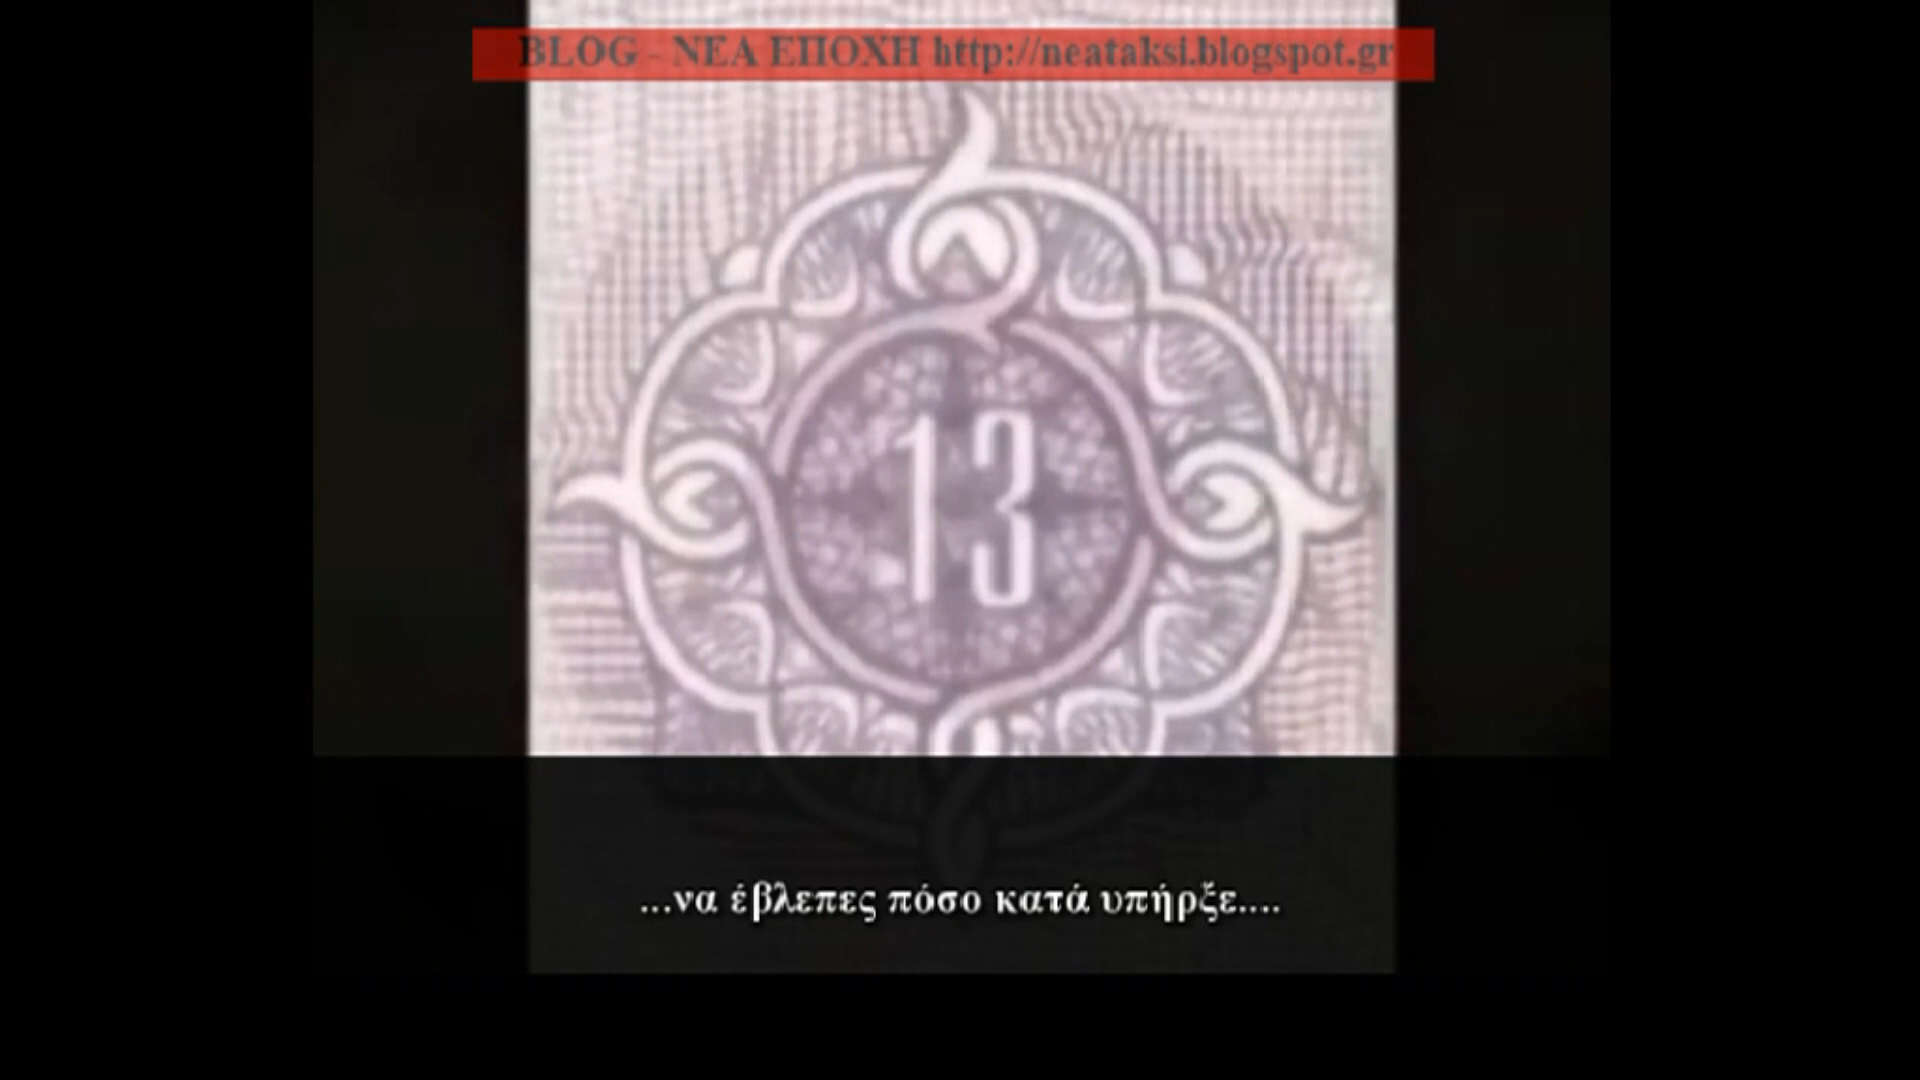 BLOG - ΝΕΑ ΕΠΟΧΗ http://neataksi.blogspot.gr
13
...να έβλεπες πόσο κατά υπήρξε....